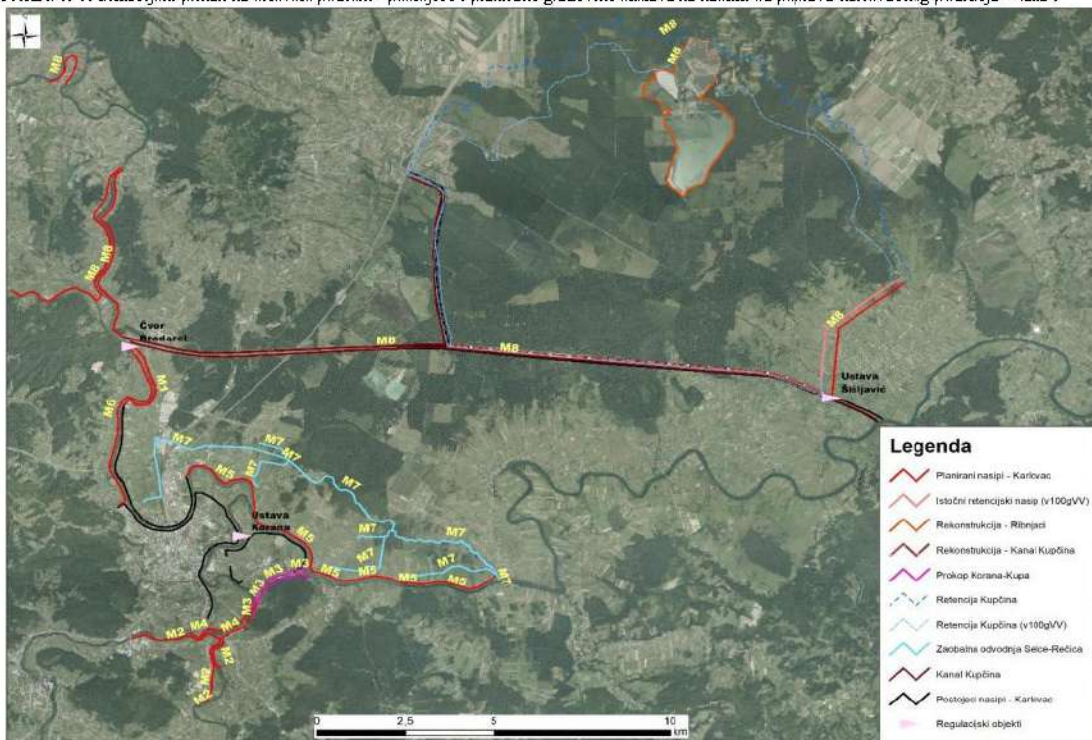 M8
M8
M8
M8
M8
M8
Čvor
Brodarci
M8
M8
Ustava
Šišljavić
M1
M6
M7
M7
M7
M5
M7
M7
Ustava
Korana
M5
M7
M7
M7
M7
M3
M3
M5
M5
M5
M5
M3
M3
M4
M4
M2
M2
M2
M2
0
2,5
5
10
km
Legenda
Planirani nasipi - Karlovac
Istočni retencijski nasip (v100gVV)
Rekonstrukcija - Ribnjaci
Rekonstrukcija - Kanal Kupčina
Prokop Korana-Kupa
Retencija Kupčina
Retencija Kupčina (v100gVV)
Zaobalna odvodnja Selce-Rečica
Kanal Kupčina
Postojeći nasipi - Karlovac
Regulacijski objekti